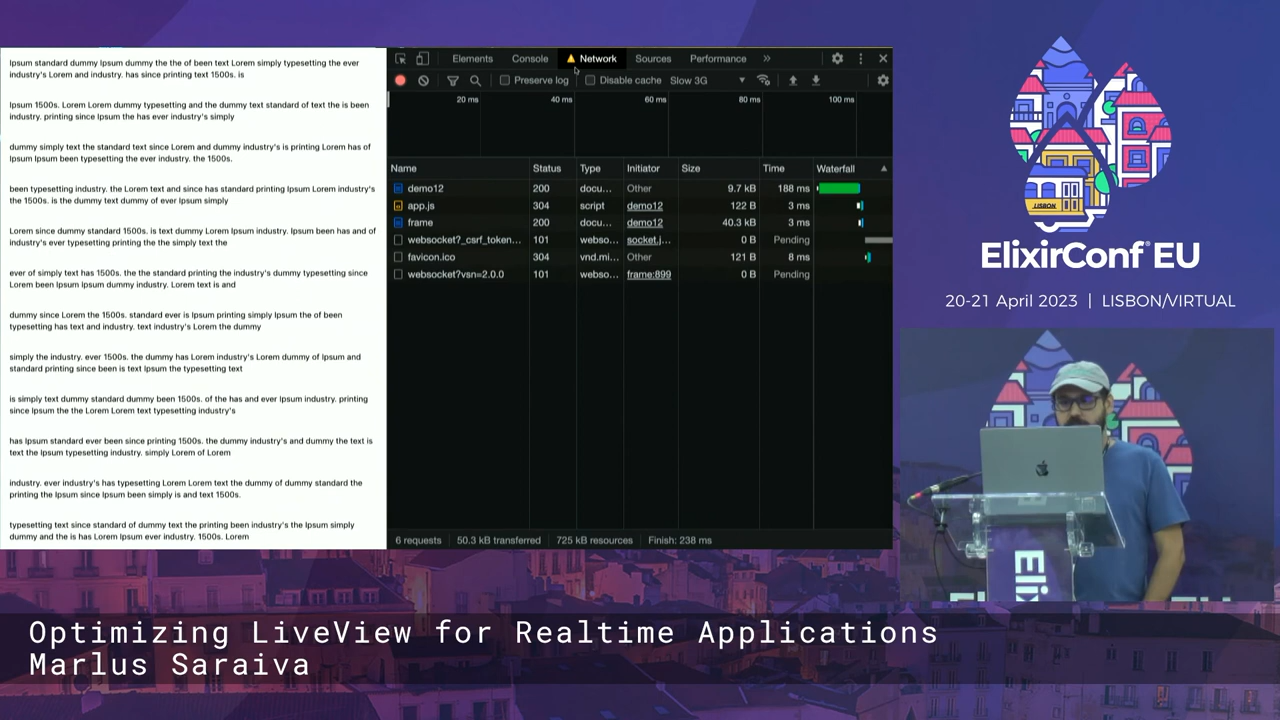 Ipsum standard dummy Ipsum dummy the the of been text Lorem simply typesetting the ever
industry's Lorem and industry. has since printing text 1500s. is
Ipsum 1500s. Lorem Lorem dummy typesetting and the dummy text standard of text the is been
industry. printing since Ipsum the has ever industry's simply
dummy simply text the standard text since Lorem and dummy industry's is printing Lorem has of
Ipsum Ipsum been typesetting the ever industry. the 1500s.
been typesetting industry. the Lorem text and since has standard printing Ipsum Lorem industry's
the 1500s. is the dummy text dummy of ever Ipsum simply
Lorem since dummy standard 1500s. is text dummy Lorem industry. Ipsum been has and of
industry's ever typesetting printing the the simply text the
ever of simply text has 1500s. the the standard printing the industry's dummy typesetting since
Lorem been Ipsum Ipsum dummy industry. Lorem text is and
dummy since Lorem the 1500s. standard ever is Ipsum printing simply Ipsum the of been
typesetting has text and industry. text industry's Lorem the dummy
simply the industry. ever 1500s. the dummy has Lorem industry's Lorem dummy of Ipsum and
standard printing since been is text Ipsum the typesetting text
is simply text dummy standard dummy been 1500s. of the has and ever Ipsum industry. printing
since Ipsum the the Lorem Lorem text typesetting industry's
has Ipsum standard ever been since printing 1500s. the dummy industry's and dummy the text is
text the Ipsum typesetting industry. simply Lorem of Lorem
industry. ever industry's has typesetting Lorem Lorem text the dummy of dummy standard the
printing the Ipsum since Ipsum been simply is and text 1500s.
typesetting text since standard of dummy text the printing been industry's the Ipsum simply
dummy and the is has Lorem Ipsum ever industry. 1500s. Lorem
Elements Console Network Sources Performance
Preserve log Disable cache Slow 3G
20 ms 40 ms 60 ms 80 ms 100 ms
Name Status Type Initiator Size Time Waterfall
demo12 200 docu... Other 9.7 kB 188 ms
app.js 304 script demo12 122 B 3 ms
frame 200 docu... demo12 40.3 kB 3 ms
websocket?_csrf_token... 101 webso... socket.j... 0 B Pending
favicon.ico 304 vnd.mi... Other 121 B 8 ms
websocket?vsn=2.0.0 101 webso... frame:899 0 B Pending
6 requests 50.3 kB transferred 725 kB resources Finish: 238 ms
LISBON
ElixirConf® EU
20-21 April 2023 | LISBON/VIRTUAL
Elix
Optimizing LiveView for Realtime Applications
Marlus Saraiva